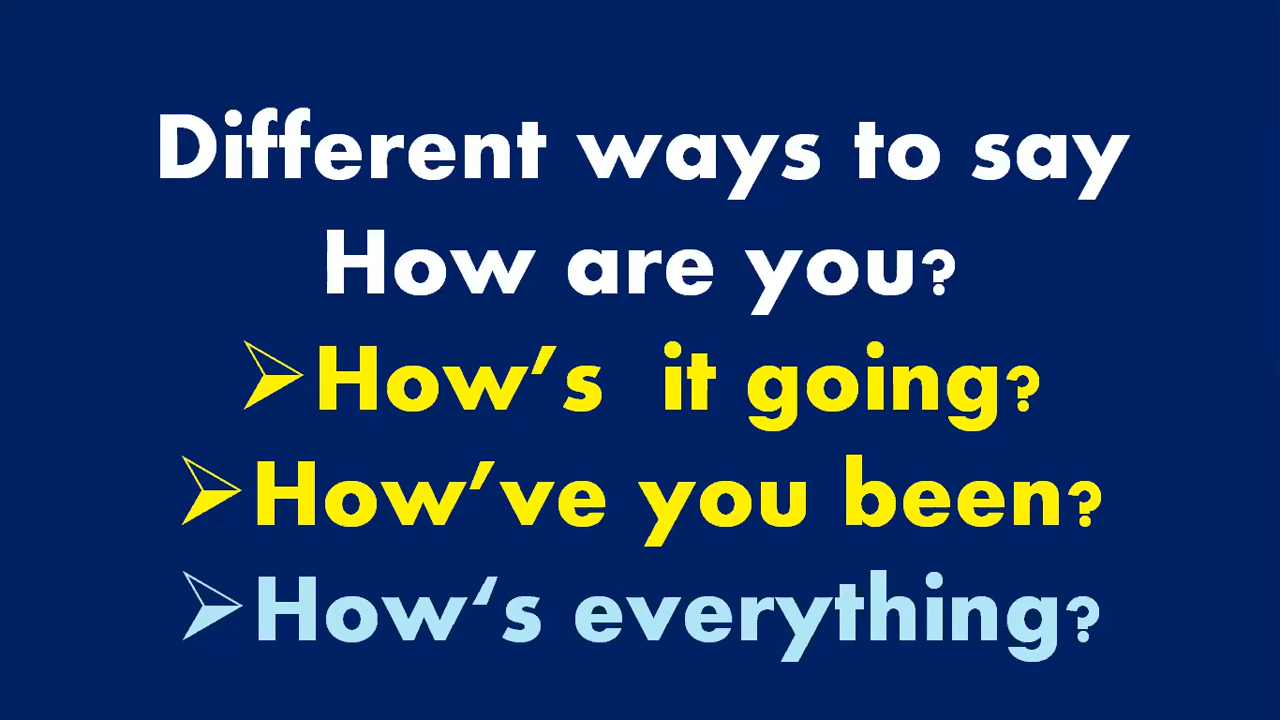 Different ways to say
How are you?
➢How’s  it going?
➢How’ve you been?
➢How‘s everything?